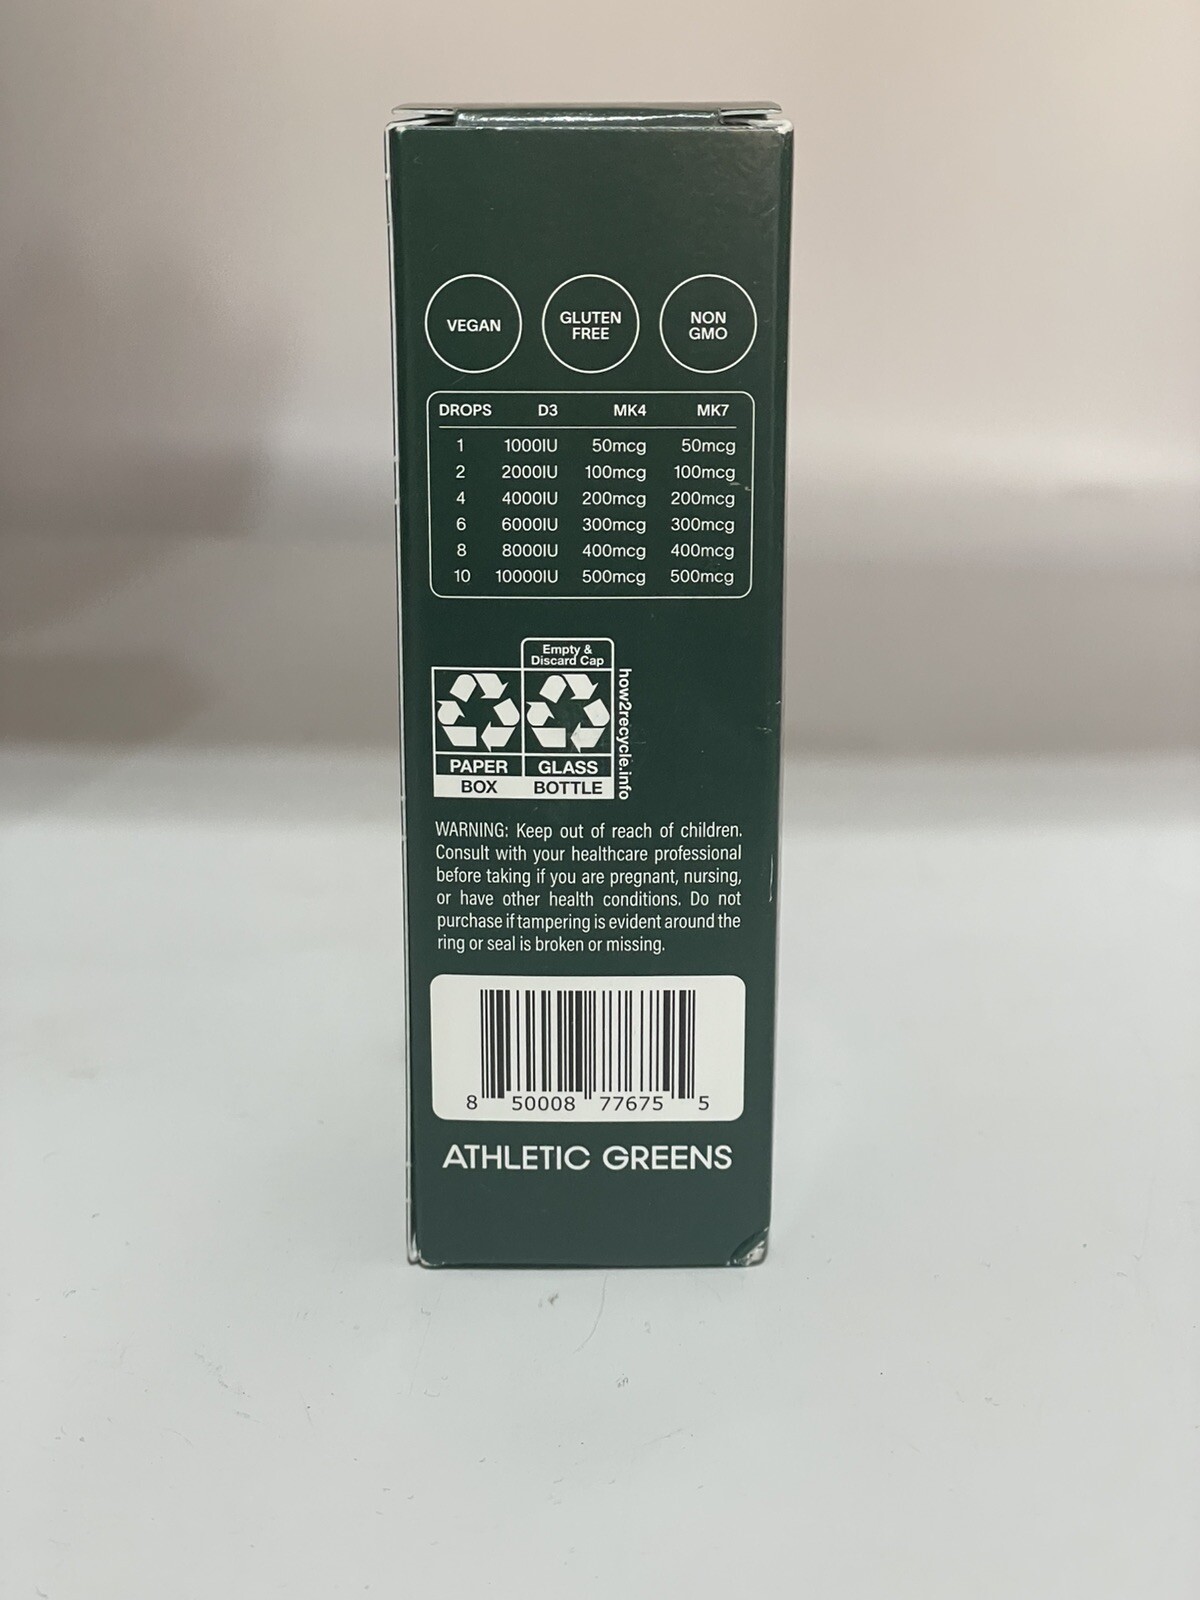 VEGAN
GLUTEN
FREE
NON
GMO
DROPS D3 MK4 MK7
1 1000IU 50mcg 50mcg
2 2000IU 100mcg 100mcg
4 4000IU 200mcg 200mcg
6 6000IU 300mcg 300mcg
8 8000IU 400mcg 400mcg
10 10000IU 500mcg 500mcg
Empty &
Discard Cap
PAPER GLASS
BOX BOTTLE
how2recycle.info
WARNING: Keep out of reach of children.
Consult with your healthcare professional
before taking if you are pregnant, nursing,
or have other health conditions. Do not
purchase if tampering is evident around the
ring or seal is broken or missing.
8 50008 77675 5
ATHLETIC GREENS